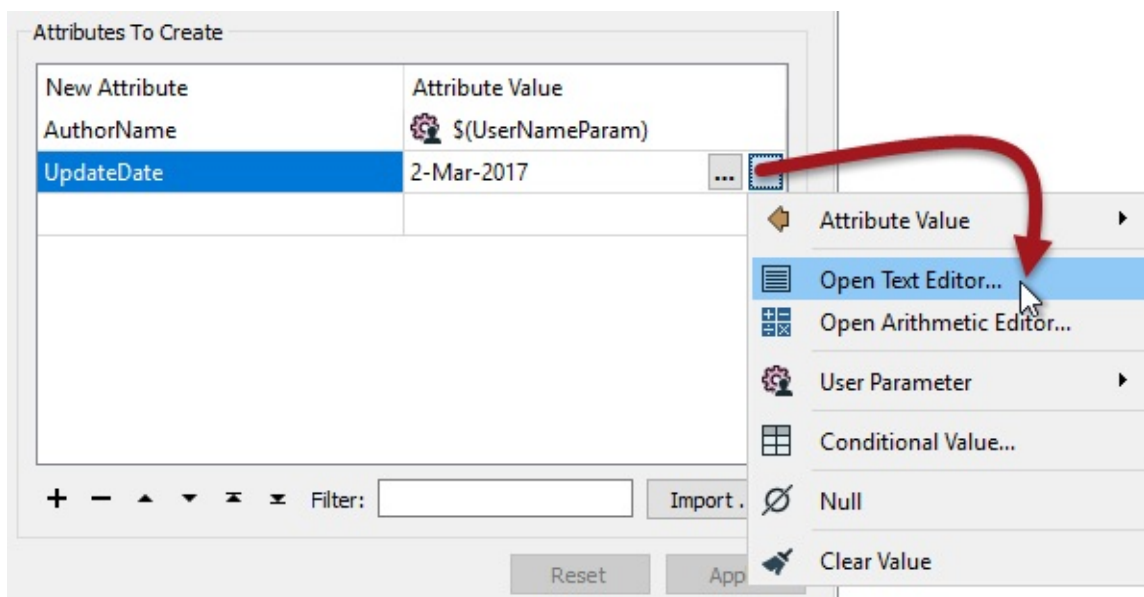 Attributes To Create
New Attribute Attribute Value
AuthorName $(UserNameParam)
UpdateDate 2-Mar-2017 ...
Attribute Value
Open Text Editor...
Open Arithmetic Editor...
User Parameter
Conditional Value...
Null
Clear Value
Filter: Import .
Reset App